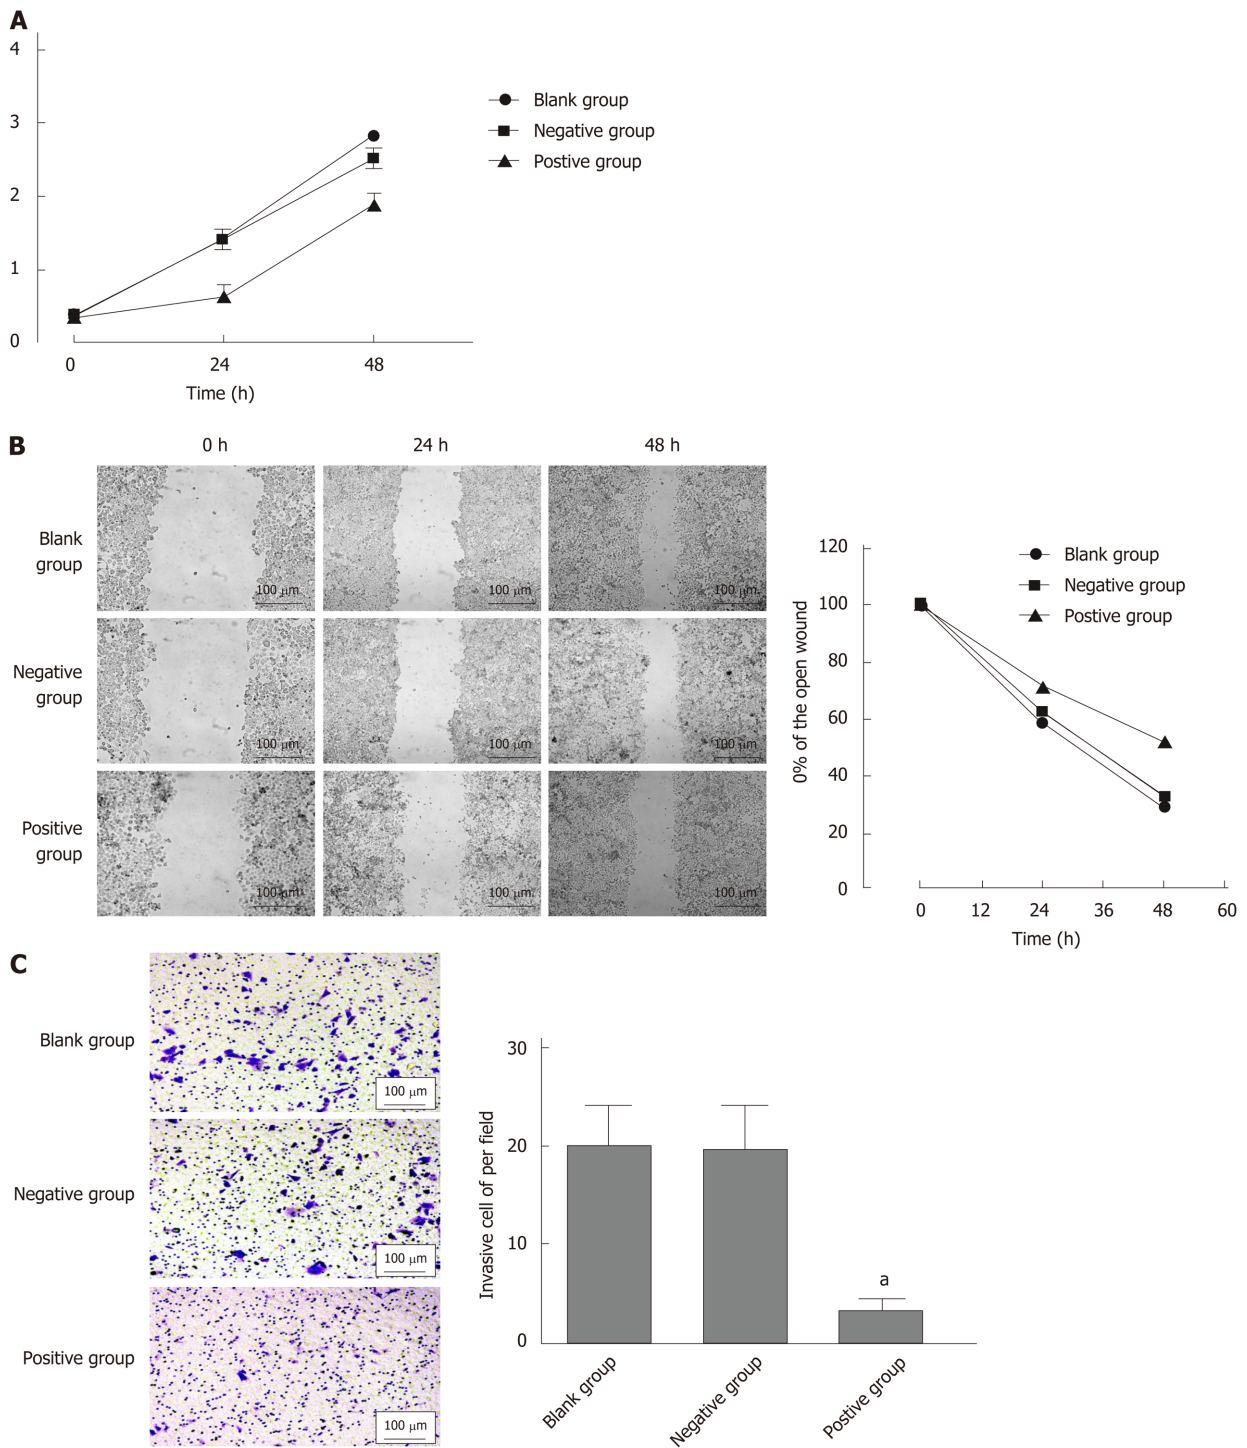 A
4
3
2
1
0
0 24 48
Time (h)
Blank group
Negative group
Postive group
B
0 h 24 h 48 h
Blank
group
100 μm 100 μm 100 μm
Negative
group
100 μm 100 μm 100 μm
Positive
group
100 μm 100 μm 100 μm
0% of the open wound
120
100
80
60
40
20
0
0 12 24 36 48 60
Time (h)
Blank group
Negative group
Postive group
C
Blank group
100 μm
Negative group
100 μm
Positive group
100 μm
Invasive cell of per field
30
20
10
0
a
Blank group
Negative group
Postive group